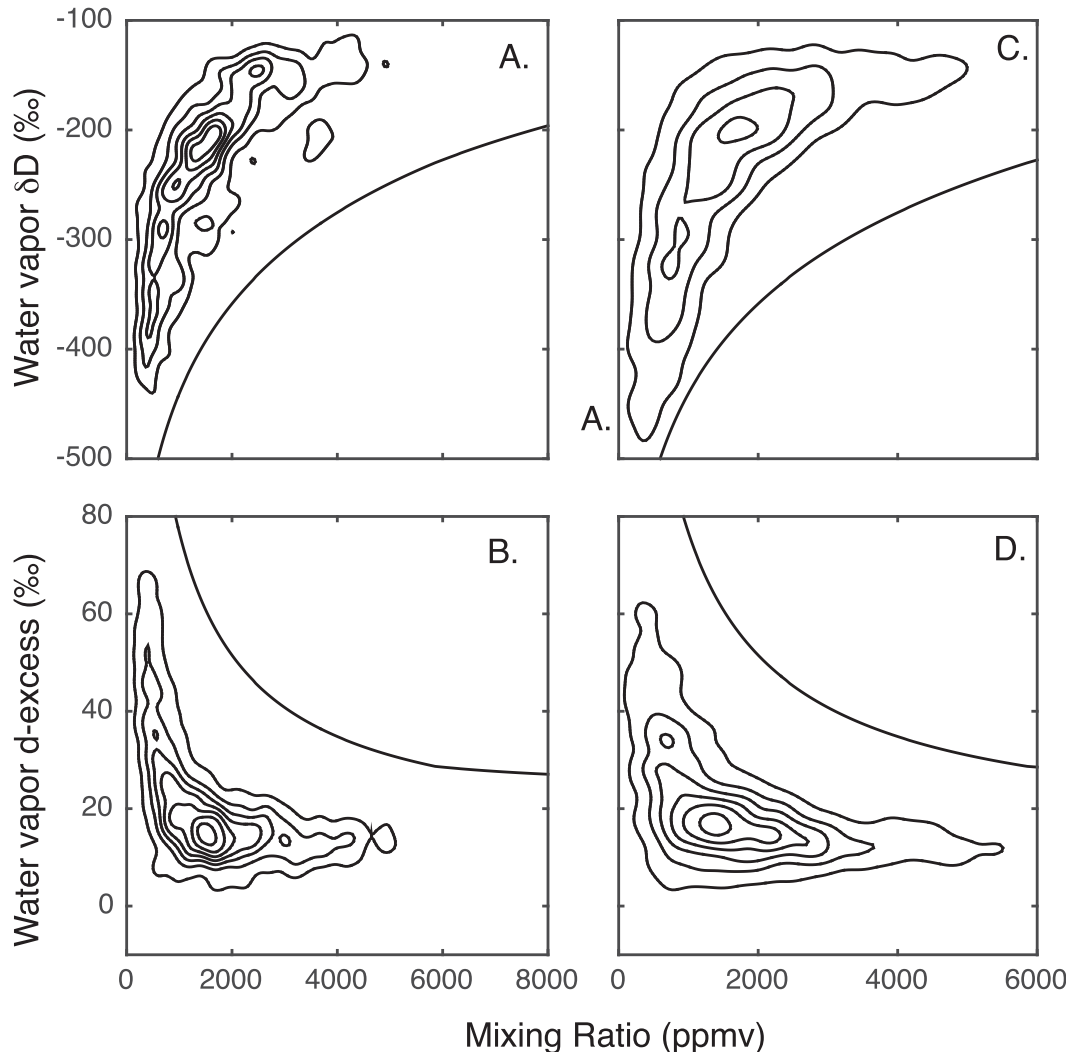 -100
-200
-300
-400
-500
Water vapor δD (‰)
A.
C.
A.
80
60
40
20
0
Water vapor d-excess (‰)
B.
D.
0 2000 4000 6000 8000
0 2000 4000 6000
Mixing Ratio (ppmv)